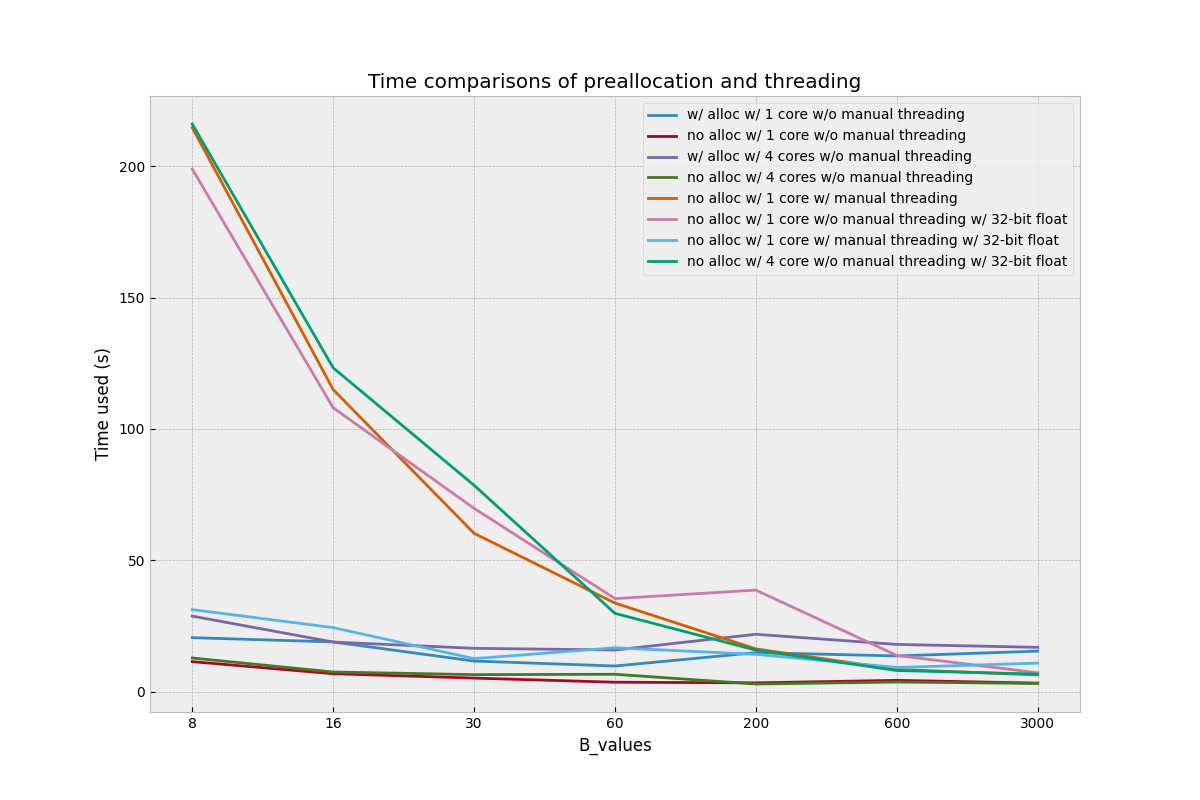 Time comparisons of preallocation and threading
w/ alloc w/ 1 core w/o manual threading
no alloc w/ 1 core w/o manual threading
w/ alloc w/ 4 cores w/o manual threading
no alloc w/ 4 cores w/o manual threading
no alloc w/ 1 core w/ manual threading
no alloc w/ 1 core w/o manual threading w/ 32-bit float
no alloc w/ 1 core w/ manual threading w/ 32-bit float
no alloc w/ 4 core w/o manual threading w/ 32-bit float
Time used (s)
200
150
100
50
0
8 16 30 60 200 600 3000
B_values